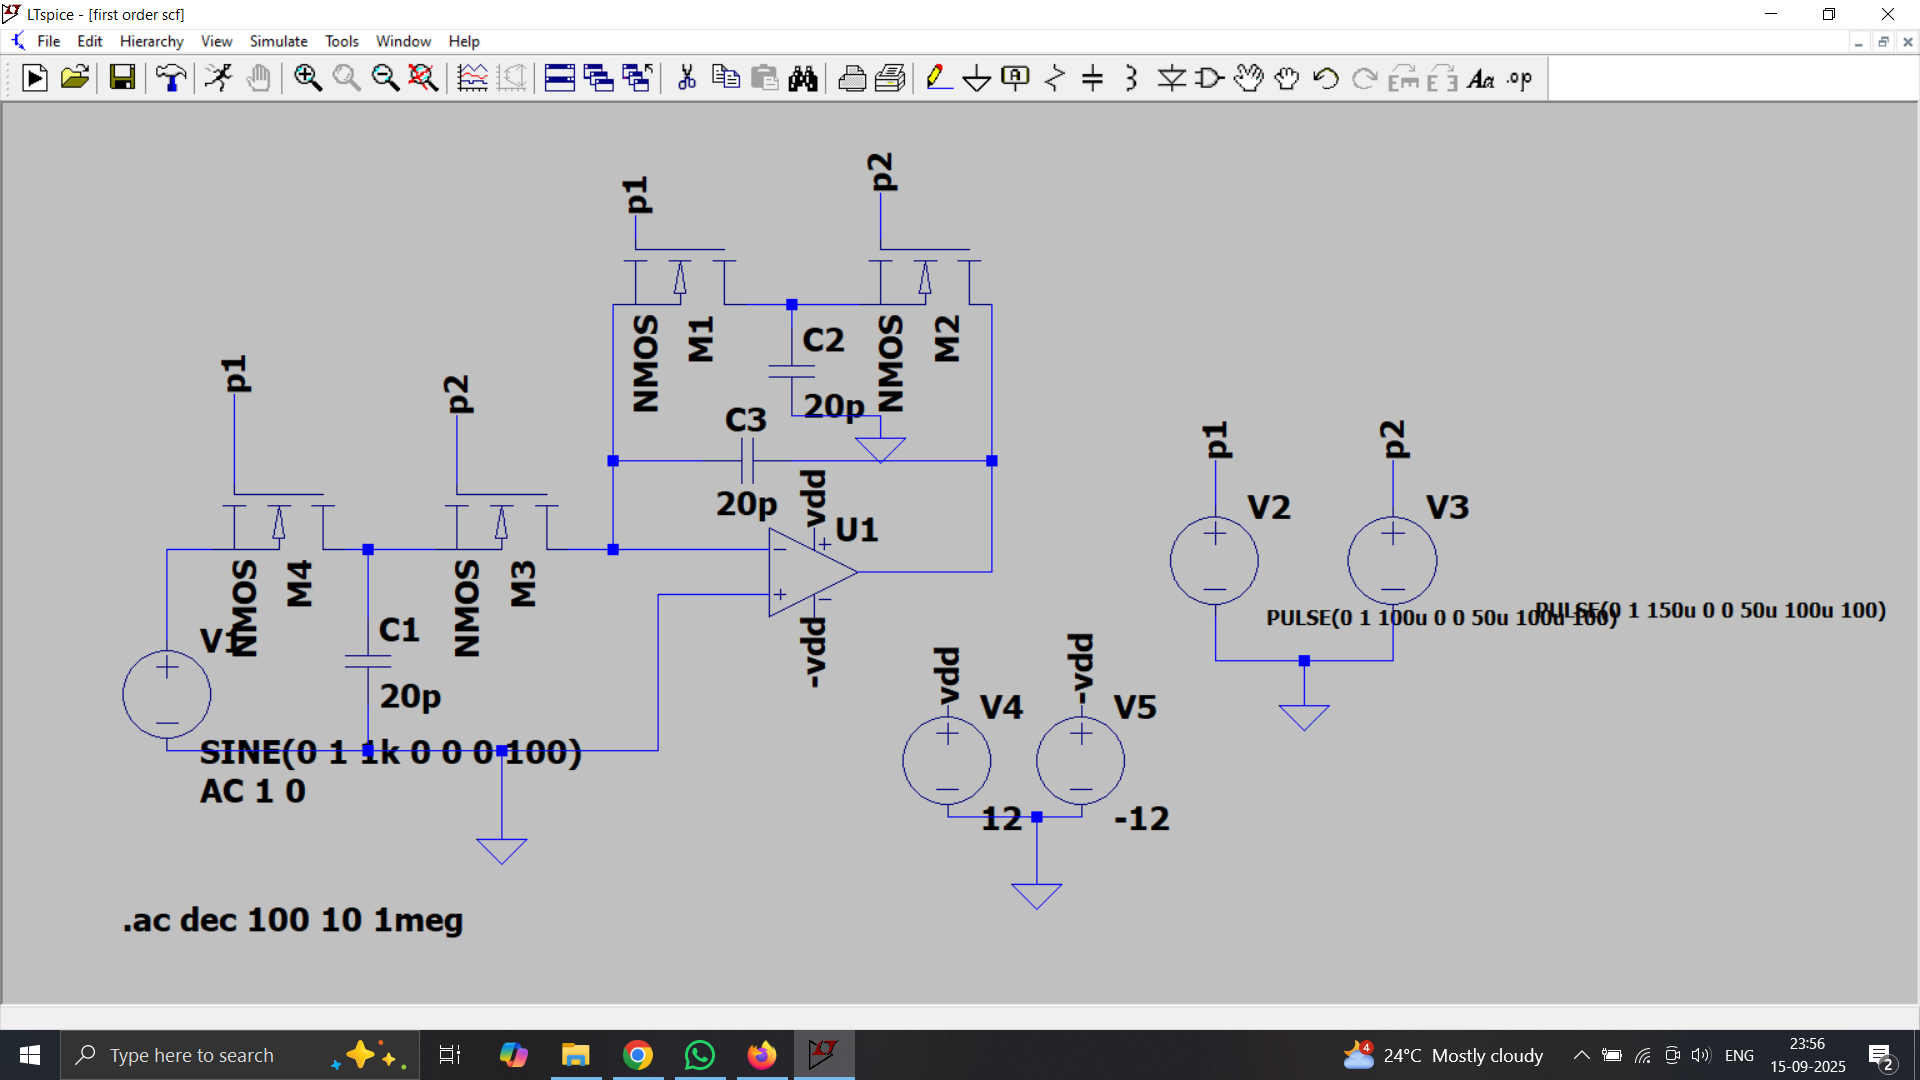 LTspice - [first order scf]
File Edit Hierarchy View Simulate Tools Window Help
p1
p2
NMOS
M1
C2
20p
NMOS
M2
p1
p2
C3
20p
vdd
U1
-vdd
NMOS
M4
NMOS
M3
V1
C1
20p
SINE(0 1 1k 0 0 0 100)
AC 1 0
p1
p2
V2
V3
PULSE(0 1 100u 0 0 50u 100u 100)
PULSE(0 1 150u 0 0 50u 100u 100)
vdd
-vdd
V4
V5
12
-12
.ac dec 100 10 1meg
Type here to search
4
24°C Mostly cloudy
ENG
23:56
15-09-2025
2